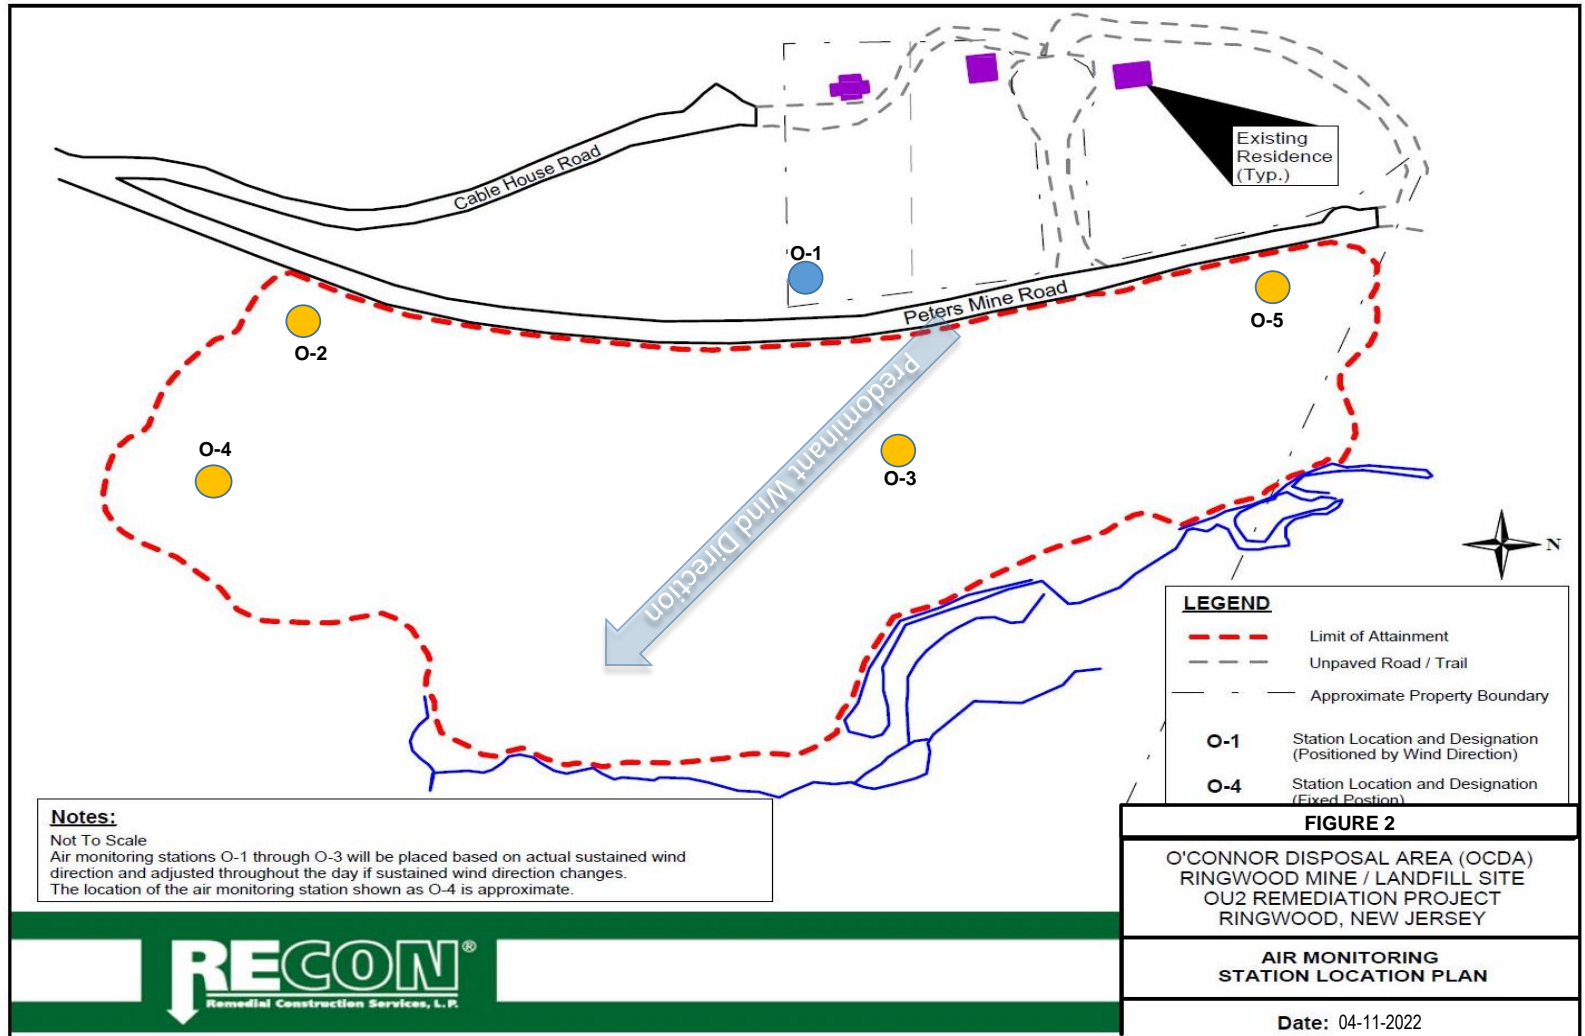 Cable House Road
Existing
Residence
(Typ.)
O-1
Peters Mine Road
O-5
O-2
Predominant Wind Direction
O-4
O-3
N
LEGEND
Limit of Attainment
Unpaved Road / Trail
Approximate Property Boundary
O-1 Station Location and Designation
(Positioned by Wind Direction)
O-4 Station Location and Designation
(Fixed Postion)
Notes:
Not To Scale
Air monitoring stations O-1 through O-3 will be placed based on actual sustained wind
direction and adjusted throughout the day if sustained wind direction changes.
The location of the air monitoring station shown as O-4 is approximate.
FIGURE 2
O'CONNOR DISPOSAL AREA (OCDA)
RINGWOOD MINE / LANDFILL SITE
OU2 REMEDIATION PROJECT
RINGWOOD, NEW JERSEY
AIR MONITORING
STATION LOCATION PLAN
Date: 04-11-2022
RECON®
Remedial Construction Services, L.P.